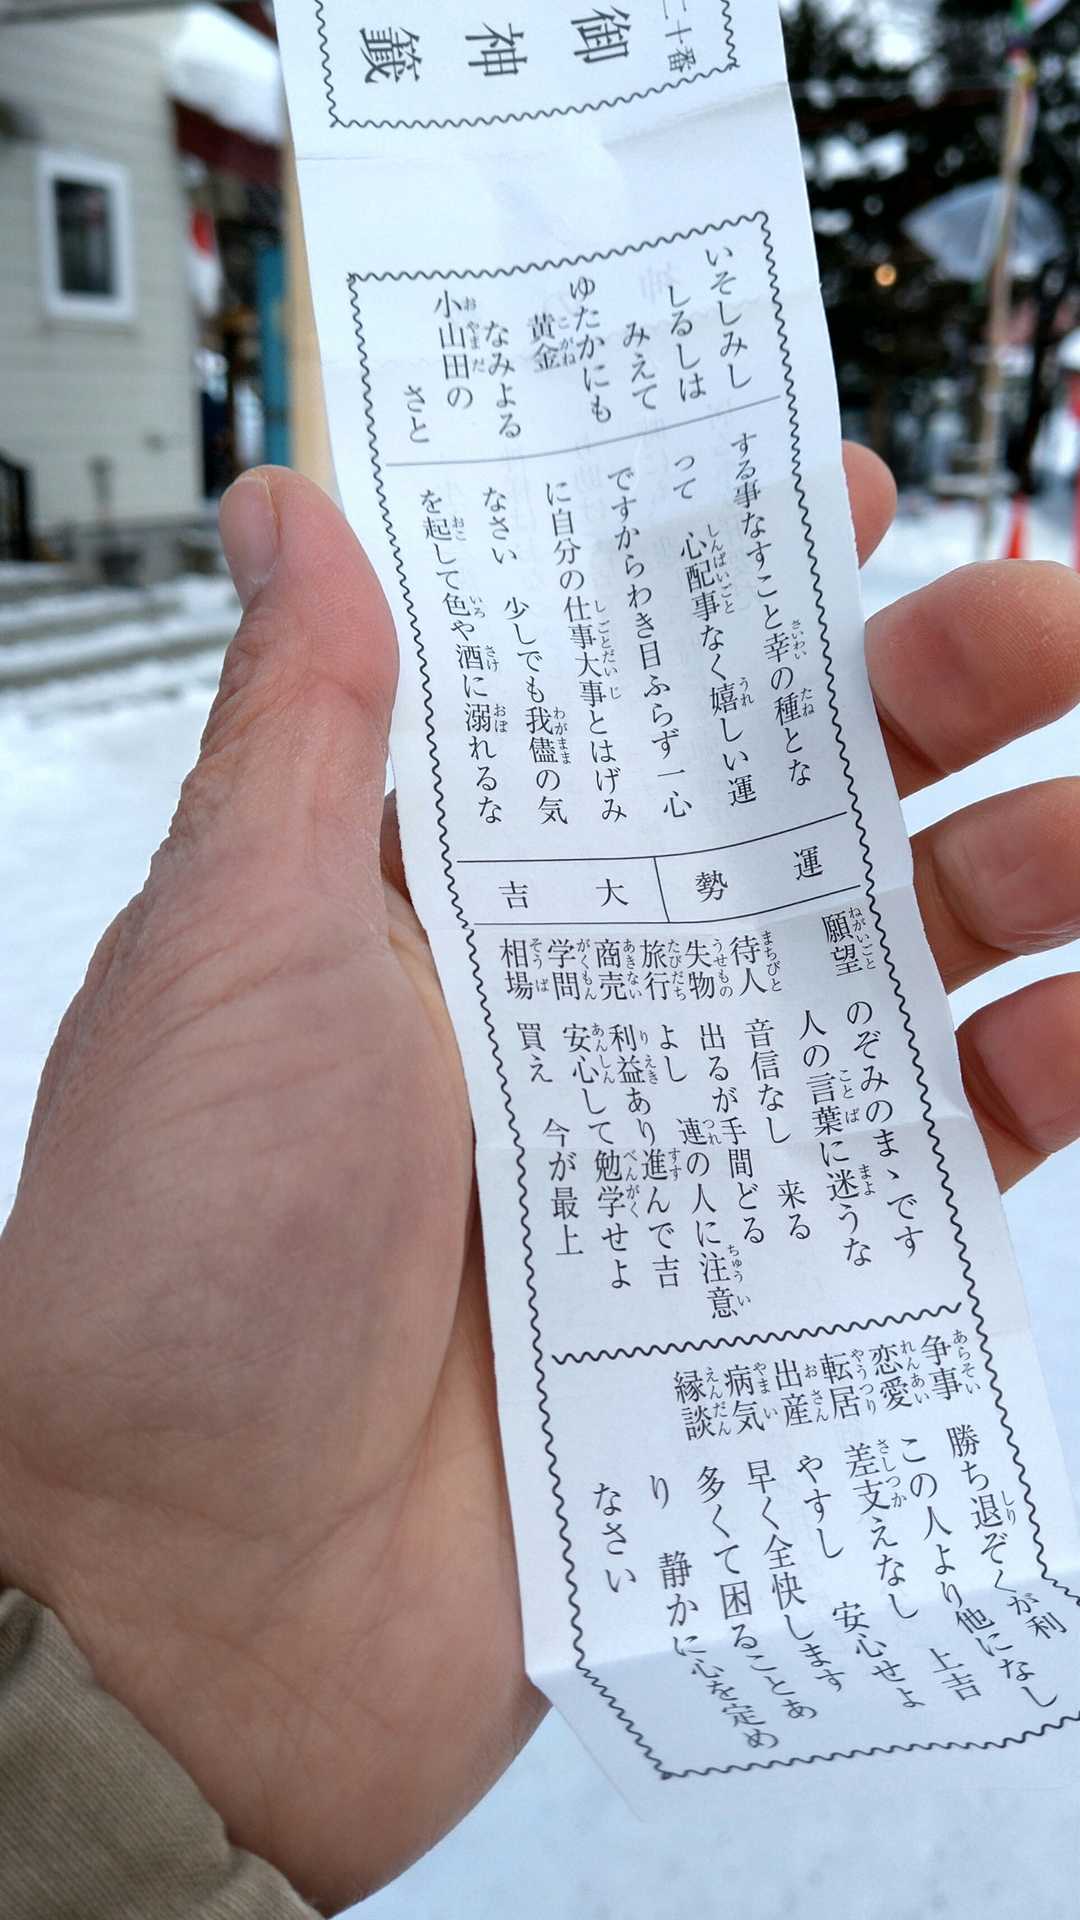 二十番
御神籤
いそしみし
しるしは
みえて
ゆたかにも
黄金
なみよる
小山田の
さと
する事なすこと幸の種とな
って　心配事なく嬉しい運
ですからわき目ふらず一心
に自分の仕事大事とはげみ
なさい　少しでも我儘の気
を起して色や酒に溺れるな
運勢
大吉
願望　のぞみのまゝです
人の言葉に迷うな
待人　音信なし　来る
失物　出るが手間どる
旅行　よし　連の人に注意
商売　利益あり進んで吉
学問　安心して勉学せよ
相場　買え　今が最上
争事　勝ち退ぞくが利
恋愛　この人より他になし
転居　差支えなし　上吉
出産　やすし　安心せよ
病気　早く全快します
縁談　多くて困ることあ
り　静かに心を定め
なさい